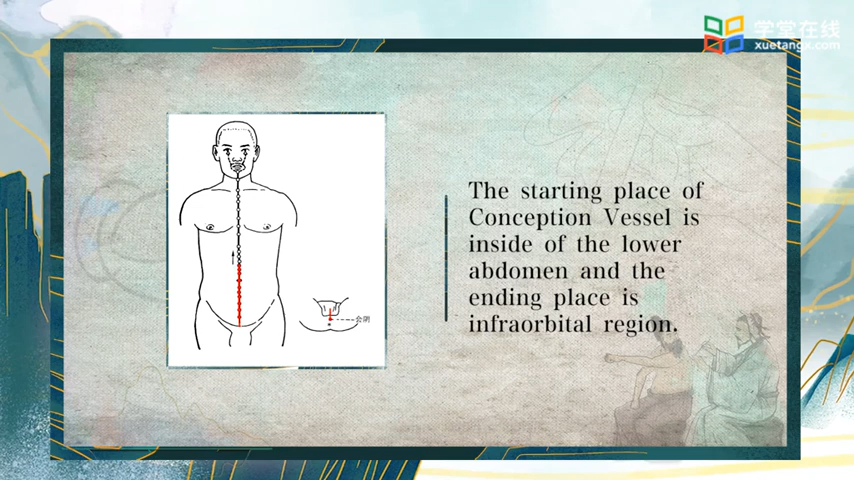 学堂在线
xuetangx.com
The starting place of
Conception Vessel is
inside of the lower
abdomen and the
ending place is
infraorbital region.
会阴